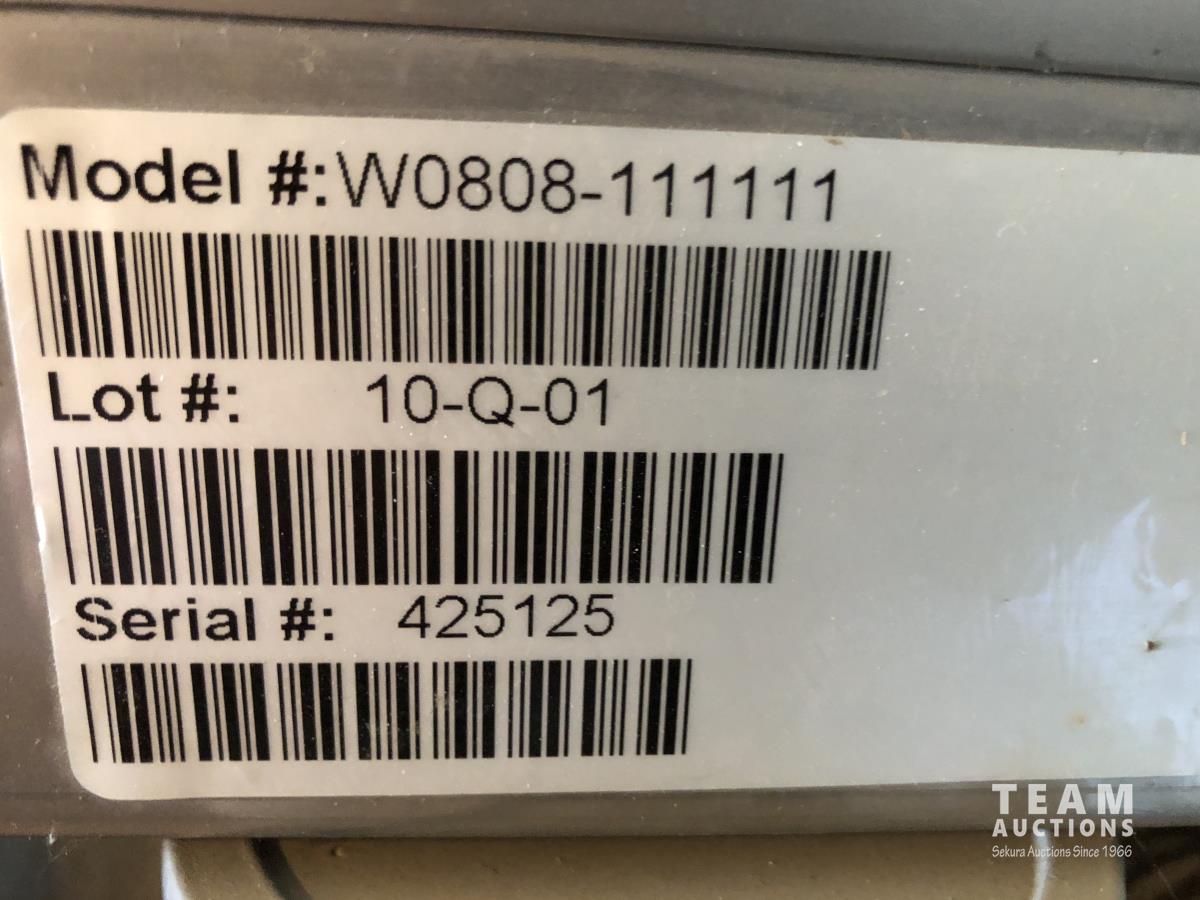 Model #:W0808-111111
Lot #: 10-Q-01
Serial #: 425125
TEAM
AUCTIONS
Sekura Auctions Since 1966